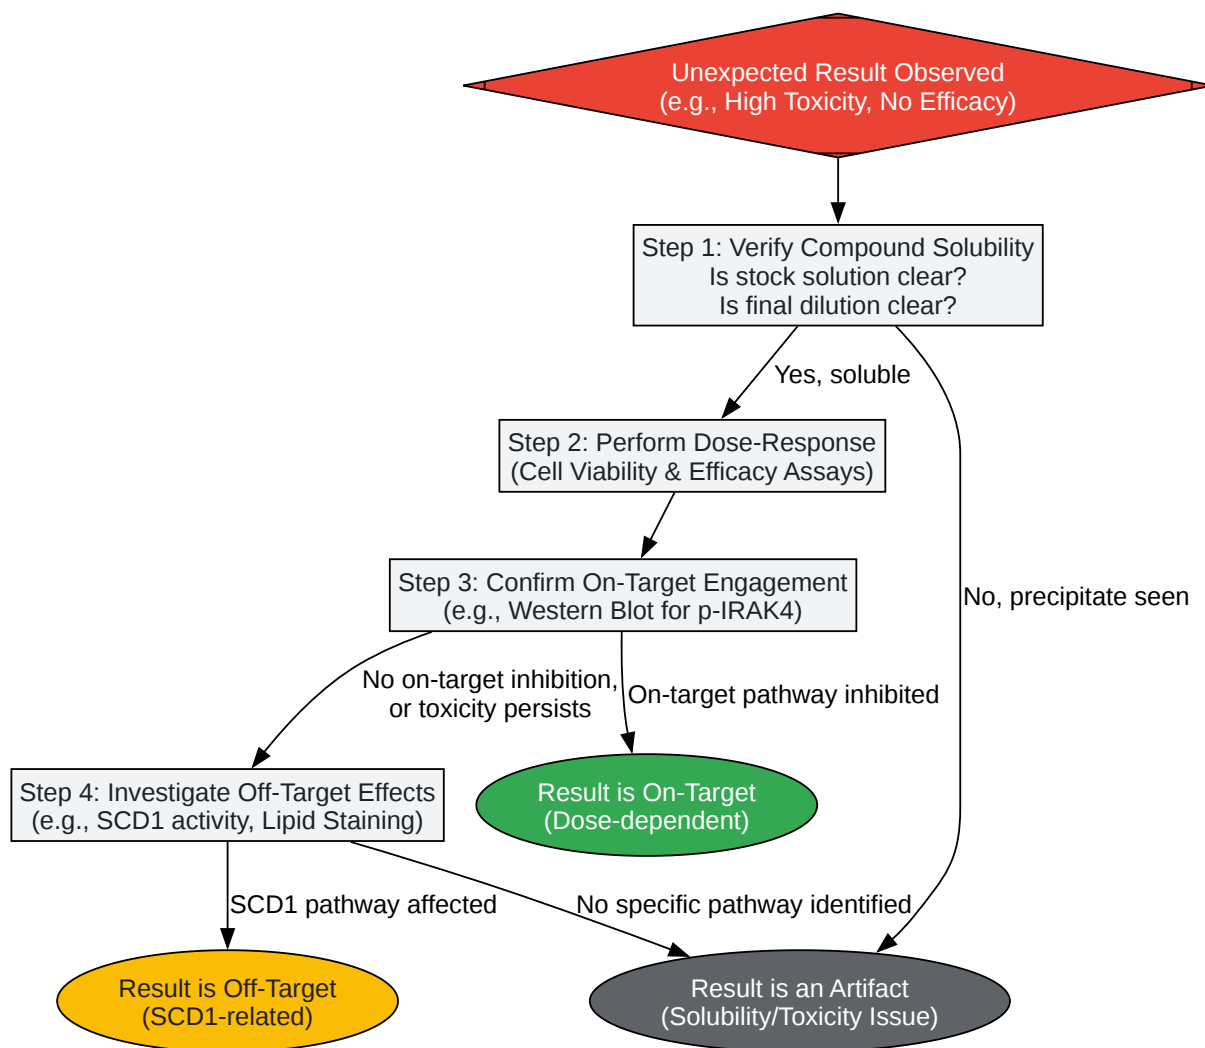 Unexpected Result Observed
(e.g., High Toxicity, No Efficacy)
Step 1: Verify Compound Solubility
Is stock solution clear?
Is final dilution clear?
Yes, soluble
Step 2: Perform Dose-Response
(Cell Viability & Efficacy Assays)
Step 3: Confirm On-Target Engagement
(e.g., Western Blot for p-IRAK4)
No, precipitate seen
No on-target inhibition,
or toxicity persists
On-target pathway inhibited
Step 4: Investigate Off-Target Effects
(e.g., SCD1 activity, Lipid Staining)
Result is On-Target
(Dose-dependent)
SCD1 pathway affected
No specific pathway identified
Result is Off-Target
(SCD1-related)
Result is an Artifact
(Solubility/Toxicity Issue)